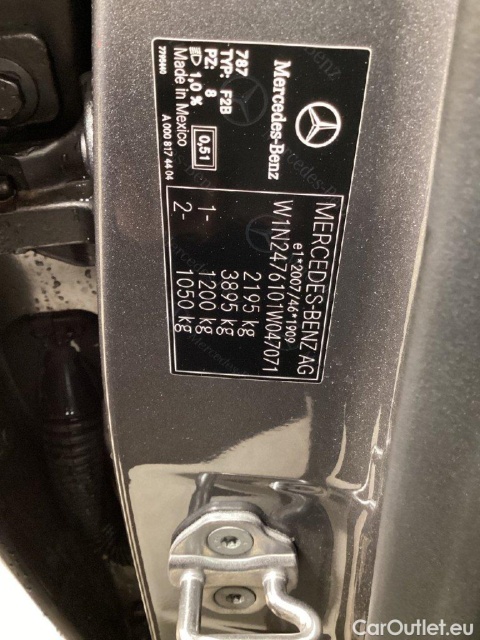 Mercedes-Benz
787
TYP: F2B
PZ: 8
1,0 %
Made in Mexico
0,51
A 000 817 44 04
MERCEDES-BENZ AG
e1*2007/46*1909
W1N2476101W047071
2195 kg
3895 kg
1- 1200 kg
2- 1050 kg
CarOutlet.eu